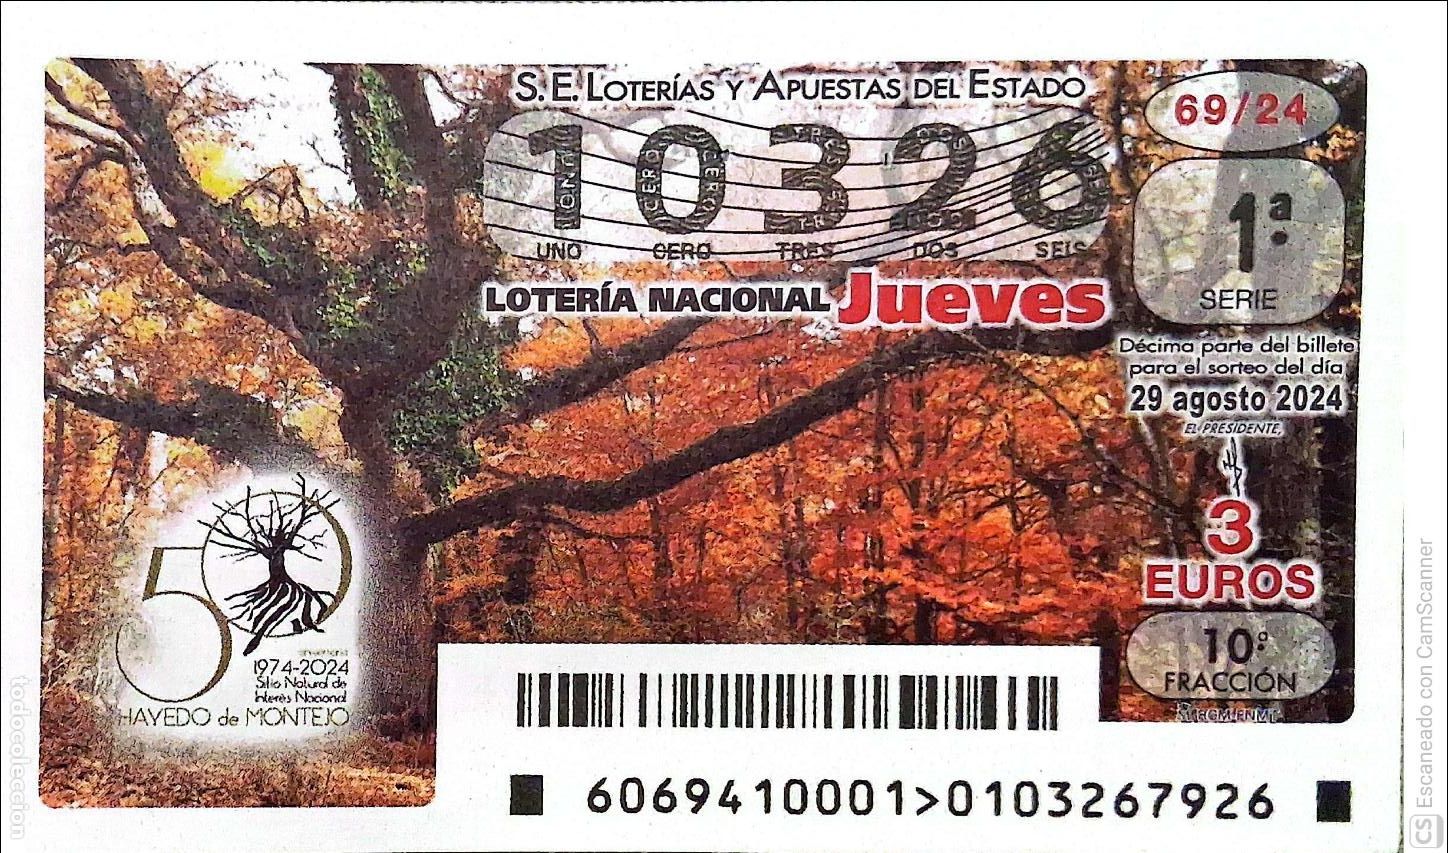 S.E. LOTERÍAS Y APUESTAS DEL ESTADO
69/24
10326
UNO CERO TRES DOS SEIS
1ª
SERIE
LOTERÍA NACIONAL Jueves
Décima parte del billete
para el sorteo del día
29 agosto 2024
EL PRESIDENTE,
3
EUROS
10ª
FRACCIÓN
50
aniversario
1974-2024
Sitio Natural de
Interés Nacional
HAYEDO de MONTEJO
6069410001>0103267926
todocoleccion
CS Escaneado con CamScanner